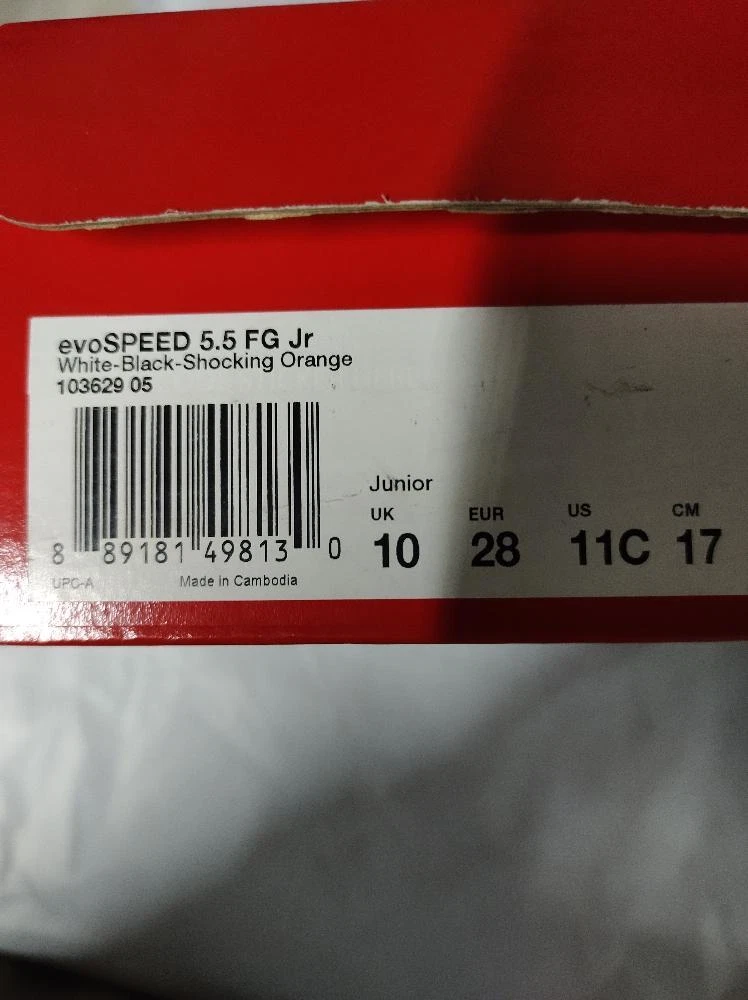 evoSPEED 5.5 FG Jr
White-Black-Shocking Orange
103629 05
8 89181 49813 0
UPC-A Made in Cambodia
Junior
UK EUR US CM
10 28 11C 17